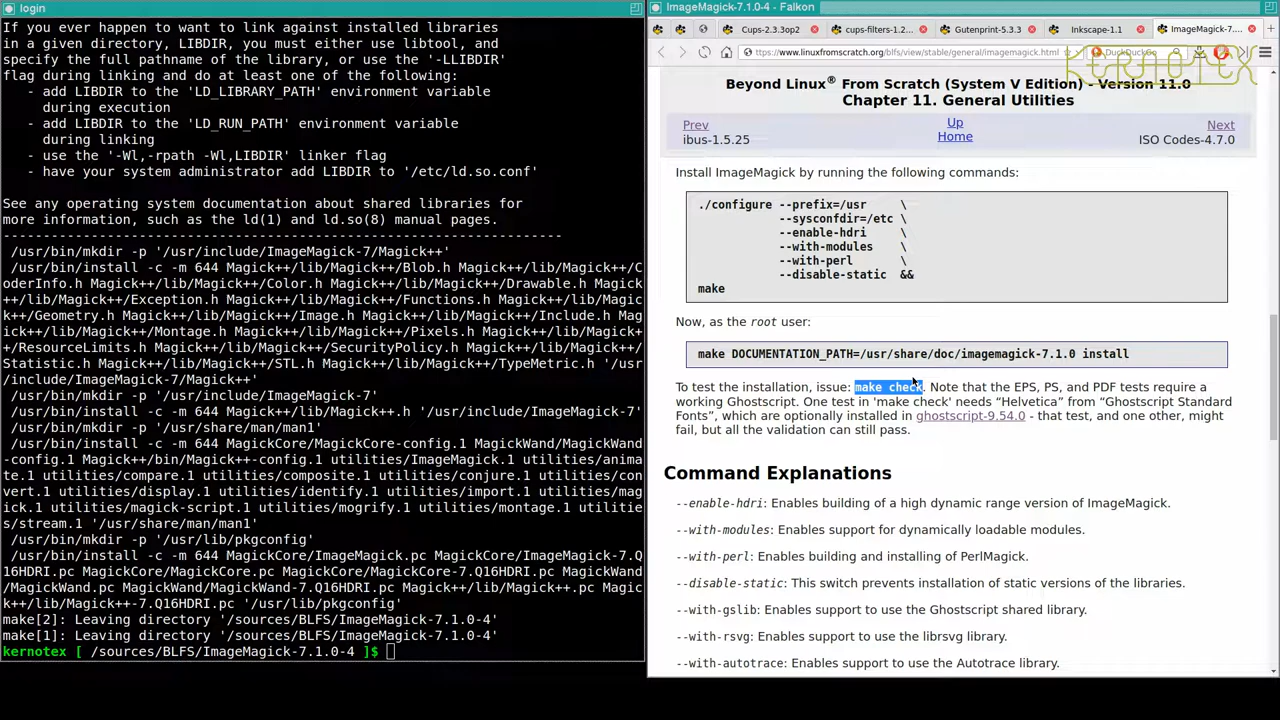 login
If you ever happen to want to link against installed libraries
in a given directory, LIBDIR, you must either use libtool, and
specify the full pathname of the library, or use the '-LLIBDIR'
flag during linking and do at least one of the following:
- add LIBDIR to the 'LD_LIBRARY_PATH' environment variable
during execution
- add LIBDIR to the 'LD_RUN_PATH' environment variable
during linking
- use the '-Wl,-rpath -Wl,LIBDIR' linker flag
- have your system administrator add LIBDIR to '/etc/ld.so.conf'
See any operating system documentation about shared libraries for
more information, such as the ld(1) and ld.so(8) manual pages.
----------------------------------------------------------------------
/usr/bin/mkdir -p '/usr/include/ImageMagick-7/Magick++'
/usr/bin/install -c -m 644 Magick++/lib/Magick++/Blob.h Magick++/lib/Magick++/C
oderInfo.h Magick++/lib/Magick++/Color.h Magick++/lib/Magick++/Drawable.h Magick
++/lib/Magick++/Exception.h Magick++/lib/Magick++/Functions.h Magick++/lib/Magic
k++/Geometry.h Magick++/lib/Magick++/Image.h Magick++/lib/Magick++/Include.h Mag
ick++/lib/Magick++/Montage.h Magick++/lib/Magick++/Pixels.h Magick++/lib/Magick+
+/ResourceLimits.h Magick++/lib/Magick++/SecurityPolicy.h Magick++/lib/Magick++/
Statistic.h Magick++/lib/Magick++/STL.h Magick++/lib/Magick++/TypeMetric.h '/usr
/include/ImageMagick-7/Magick++'
/usr/bin/mkdir -p '/usr/include/ImageMagick-7'
/usr/bin/install -c -m 644 Magick++/lib/Magick++.h '/usr/include/ImageMagick-7'
/usr/bin/mkdir -p '/usr/share/man/man1'
/usr/bin/install -c -m 644 MagickCore/MagickCore-config.1 MagickWand/MagickWand
-config.1 Magick++/bin/Magick++-config.1 utilities/ImageMagick.1 utilities/anima
te.1 utilities/compare.1 utilities/composite.1 utilities/conjure.1 utilities/con
vert.1 utilities/display.1 utilities/identify.1 utilities/import.1 utilities/mag
ick.1 utilities/magick-script.1 utilities/mogrify.1 utilities/montage.1 utilitie
s/stream.1 '/usr/share/man/man1'
/usr/bin/mkdir -p '/usr/lib/pkgconfig'
/usr/bin/install -c -m 644 MagickCore/ImageMagick.pc MagickCore/ImageMagick-7.Q
16HDRI.pc MagickCore/MagickCore.pc MagickCore/MagickCore-7.Q16HDRI.pc MagickWand
/MagickWand.pc MagickWand/MagickWand-7.Q16HDRI.pc Magick++/lib/Magick++.pc Magic
k++/lib/Magick++-7.Q16HDRI.pc '/usr/lib/pkgconfig'
make[2]: Leaving directory '/sources/BLFS/ImageMagick-7.1.0-4'
make[1]: Leaving directory '/sources/BLFS/ImageMagick-7.1.0-4'
kernotex [ /sources/BLFS/ImageMagick-7.1.0-4 ]$
ImageMagick-7.1.0-4 - Falkon
Cups-2.3.3op2 cups-filters-1.2... Gutenprint-5.3.3 Inkscape-1.1 ImageMagick-7....
ttps://www.linuxfromscratch.org/blfs/view/stable/general/imagemagick.html DuckDuckGo
KERNOTEX
Beyond Linux® From Scratch (System V Edition) - Version 11.0
Chapter 11. General Utilities
Prev Up Next
ibus-1.5.25 Home ISO Codes-4.7.0
Install ImageMagick by running the following commands:
./configure --prefix=/usr \
--sysconfdir=/etc \
--enable-hdri \
--with-modules \
--with-perl \
--disable-static &&
make
Now, as the root user:
make DOCUMENTATION_PATH=/usr/share/doc/imagemagick-7.1.0 install
To test the installation, issue: make check. Note that the EPS, PS, and PDF tests require a
working Ghostscript. One test in 'make check' needs “Helvetica” from “Ghostscript Standard
Fonts”, which are optionally installed in ghostscript-9.54.0 - that test, and one other, might
fail, but all the validation can still pass.
Command Explanations
--enable-hdri: Enables building of a high dynamic range version of ImageMagick.
--with-modules: Enables support for dynamically loadable modules.
--with-perl: Enables building and installing of PerlMagick.
--disable-static: This switch prevents installation of static versions of the libraries.
--with-gslib: Enables support to use the Ghostscript shared library.
--with-rsvg: Enables support to use the librsvg library.
--with-autotrace: Enables support to use the Autotrace library.